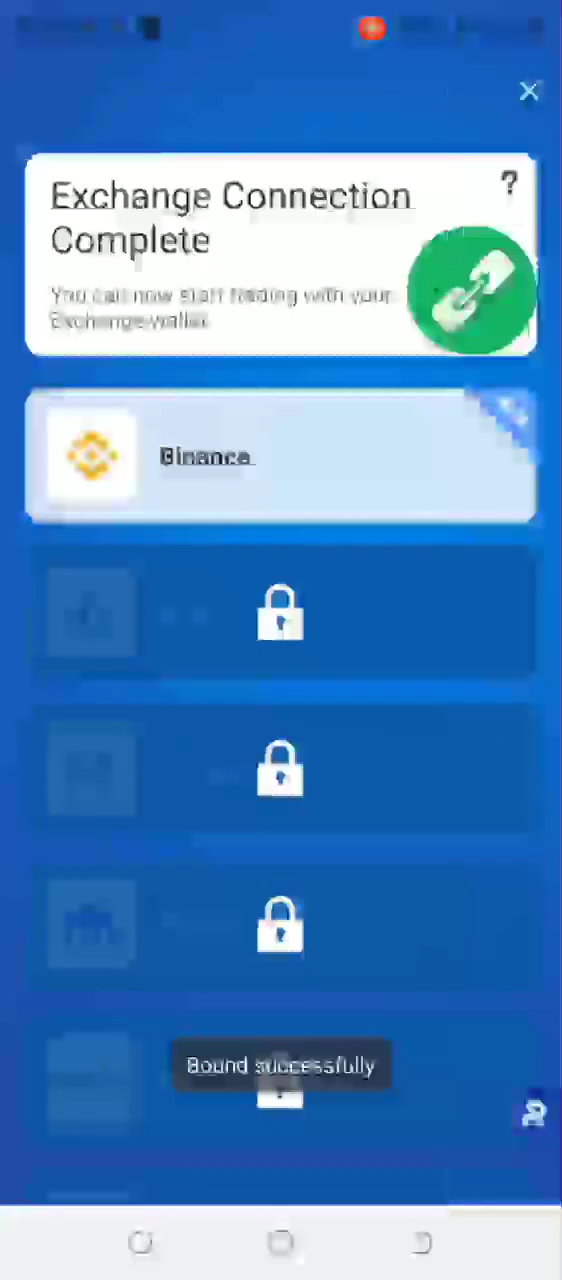 Exchange Connection
Complete
?
You can now start trading with your
Exchange wallet.
Binance
Bound successfully